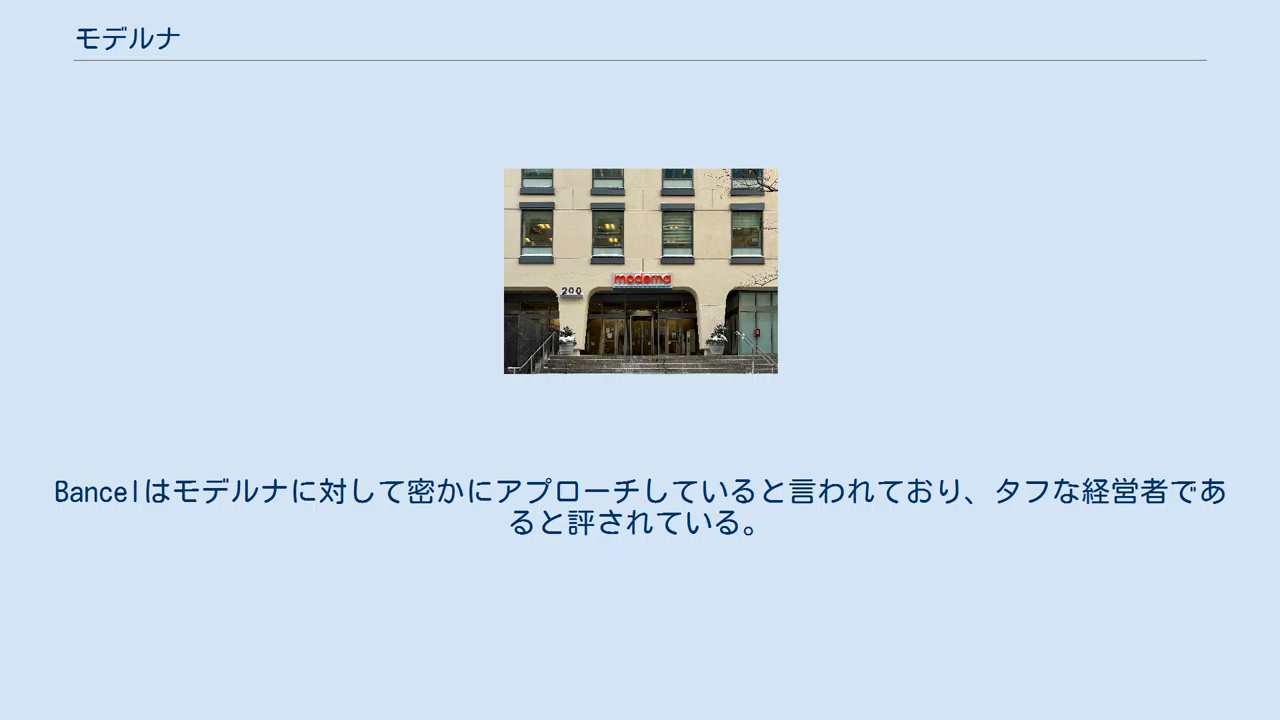 モデルナ
moderna
200
Bancelはモデルナに対して密かにアプローチしていると言われており、タフな経営者であ
ると評されている。